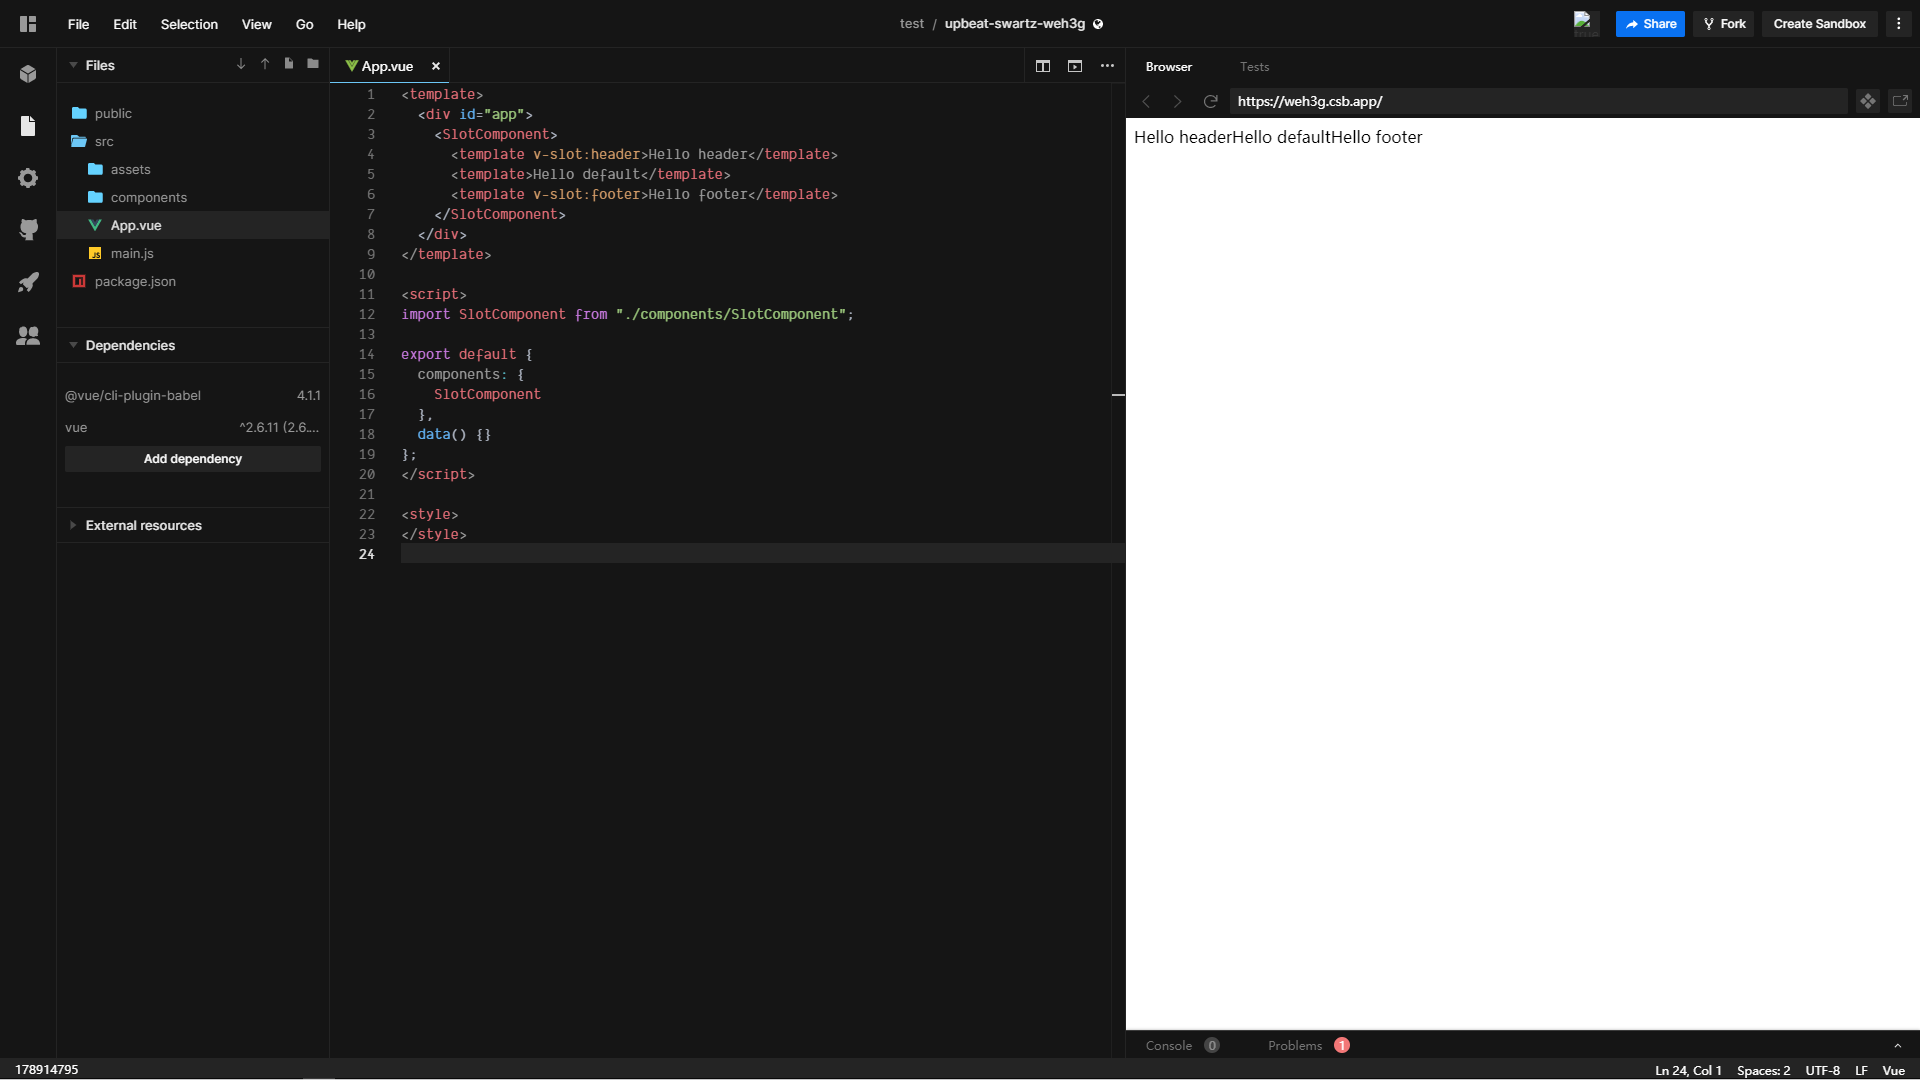 File Edit Selection View Go Help
test / upbeat-swartz-weh3g
Share
Fork
Create Sandbox
Files
public
src
assets
components
App.vue
main.js
package.json
Dependencies
@vue/cli-plugin-babel 4.1.1
vue ^2.6.11 (2.6....
Add dependency
External resources
App.vue
1 <template>
2 <div id="app">
3 <SlotComponent>
4 <template v-slot:header>Hello header</template>
5 <template>Hello default</template>
6 <template v-slot:footer>Hello footer</template>
7 </SlotComponent>
8 </div>
9 </template>
10
11 <script>
12 import SlotComponent from "./components/SlotComponent";
13
14 export default {
15 components: {
16 SlotComponent
17 },
18 data() {}
19 };
20 </script>
21
22 <style>
23 </style>
24
Browser Tests
https://weh3g.csb.app/
Hello headerHello defaultHello footer
Console 0 Problems 1
178914795
Ln 24, Col 1 Spaces: 2 UTF-8 LF Vue